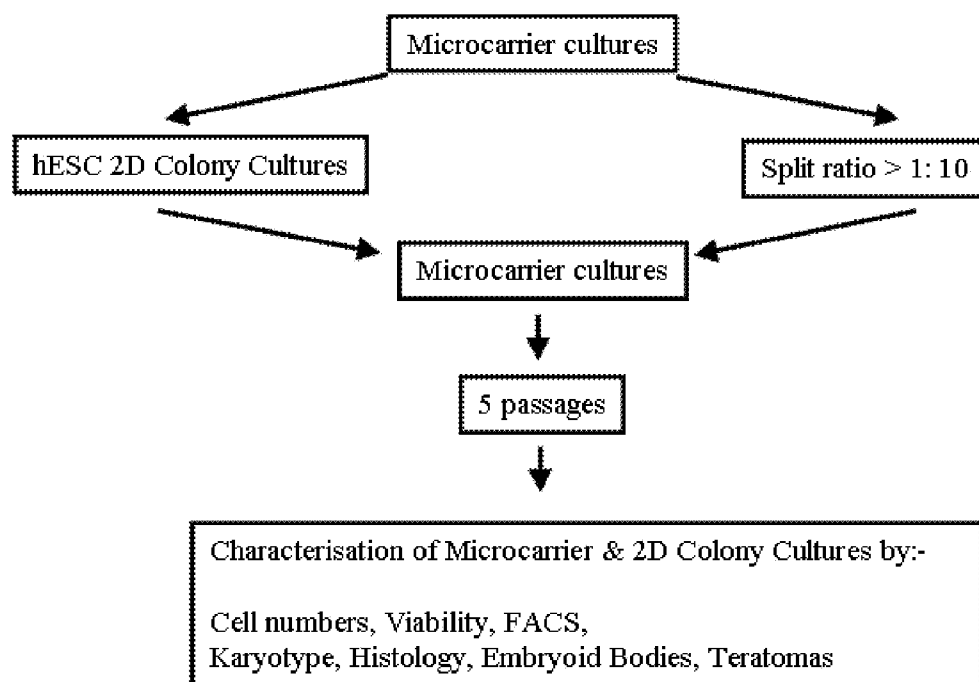 Microcarrier cultures
hESC 2D Colony Cultures
Split ratio > 1: 10
Microcarrier cultures
5 passages
Characterisation of Microcarrier & 2D Colony Cultures by:-
Cell numbers, Viability, FACS,
Karyotype, Histology, Embryoid Bodies, Teratomas